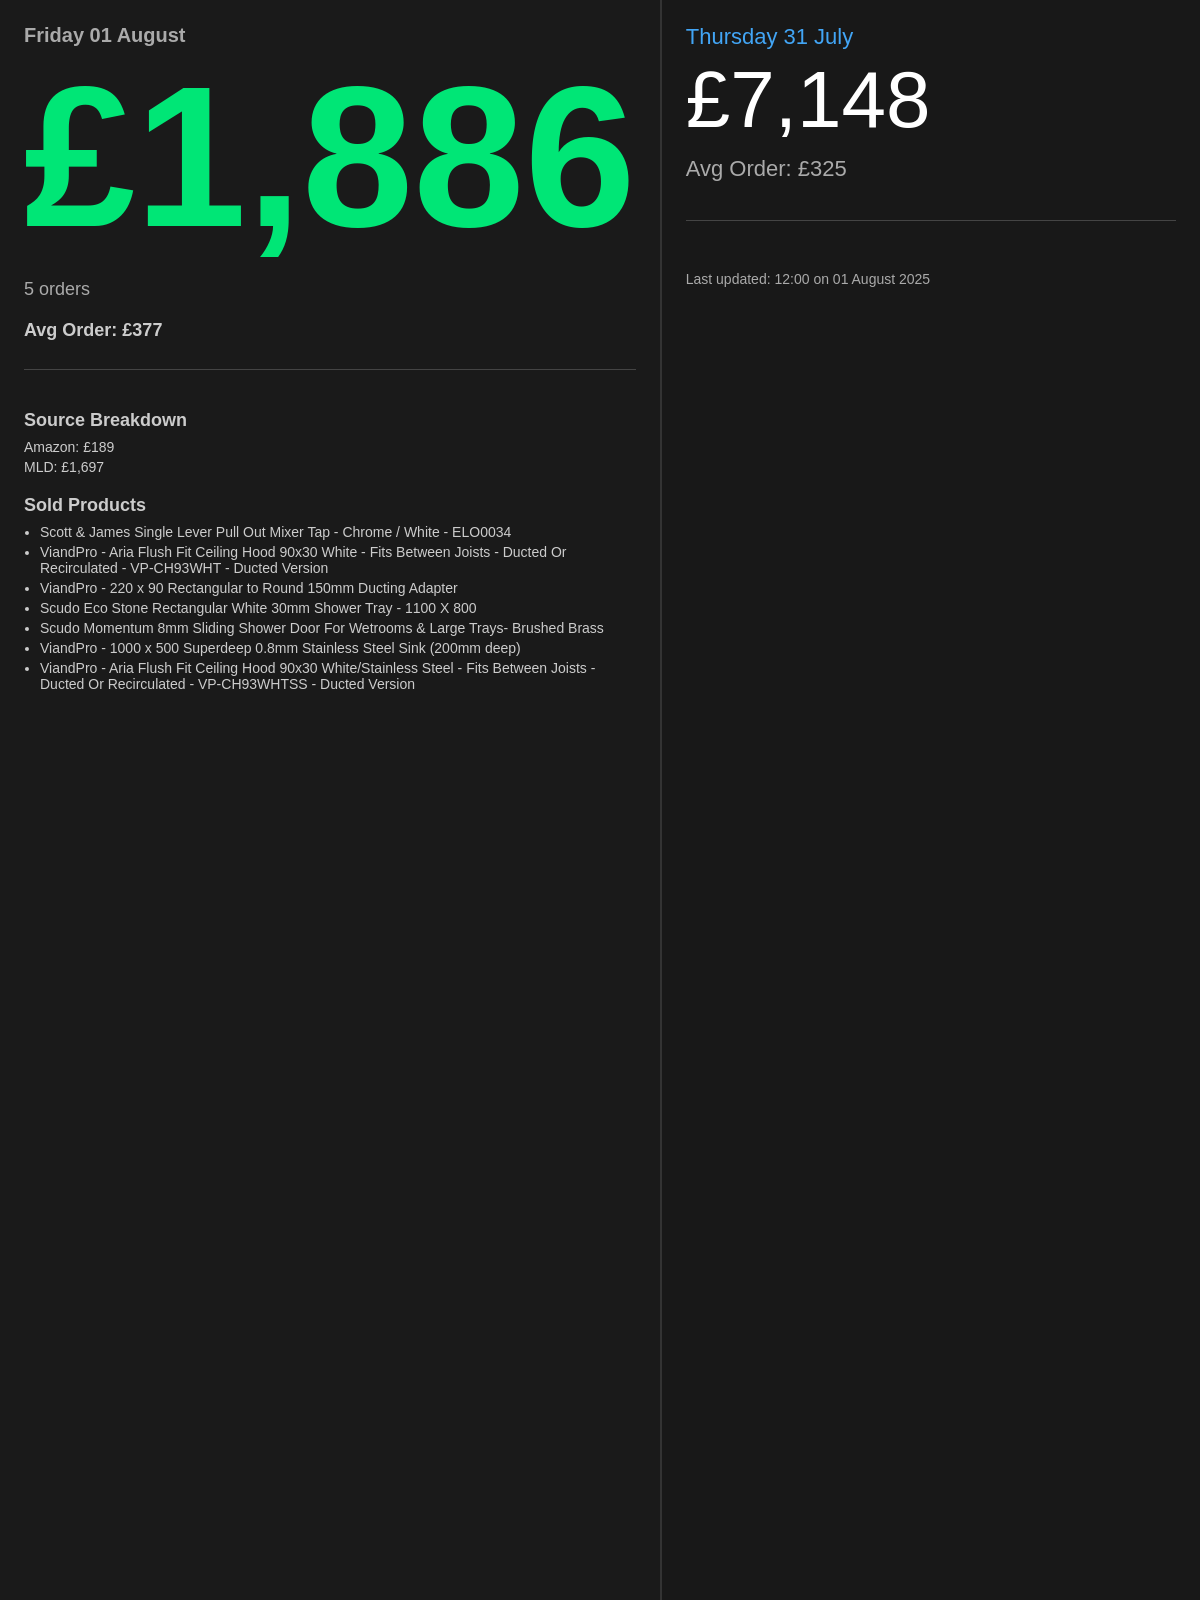 Friday 01 August
£1,886
5 orders
Avg Order: £377
Source Breakdown
Amazon: £189
MLD: £1,697
Sold Products
• Scott & James Single Lever Pull Out Mixer Tap - Chrome / White - ELO0034
• ViandPro - Aria Flush Fit Ceiling Hood 90x30 White - Fits Between Joists - Ducted Or
Recirculated - VP-CH93WHT - Ducted Version
• ViandPro - 220 x 90 Rectangular to Round 150mm Ducting Adapter
• Scudo Eco Stone Rectangular White 30mm Shower Tray - 1100 X 800
• Scudo Momentum 8mm Sliding Shower Door For Wetrooms & Large Trays- Brushed Brass
• ViandPro - 1000 x 500 Superdeep 0.8mm Stainless Steel Sink (200mm deep)
• ViandPro - Aria Flush Fit Ceiling Hood 90x30 White/Stainless Steel - Fits Between Joists -
Ducted Or Recirculated - VP-CH93WHTSS - Ducted Version
Thursday 31 July
£7,148
Avg Order: £325
Last updated: 12:00 on 01 August 2025